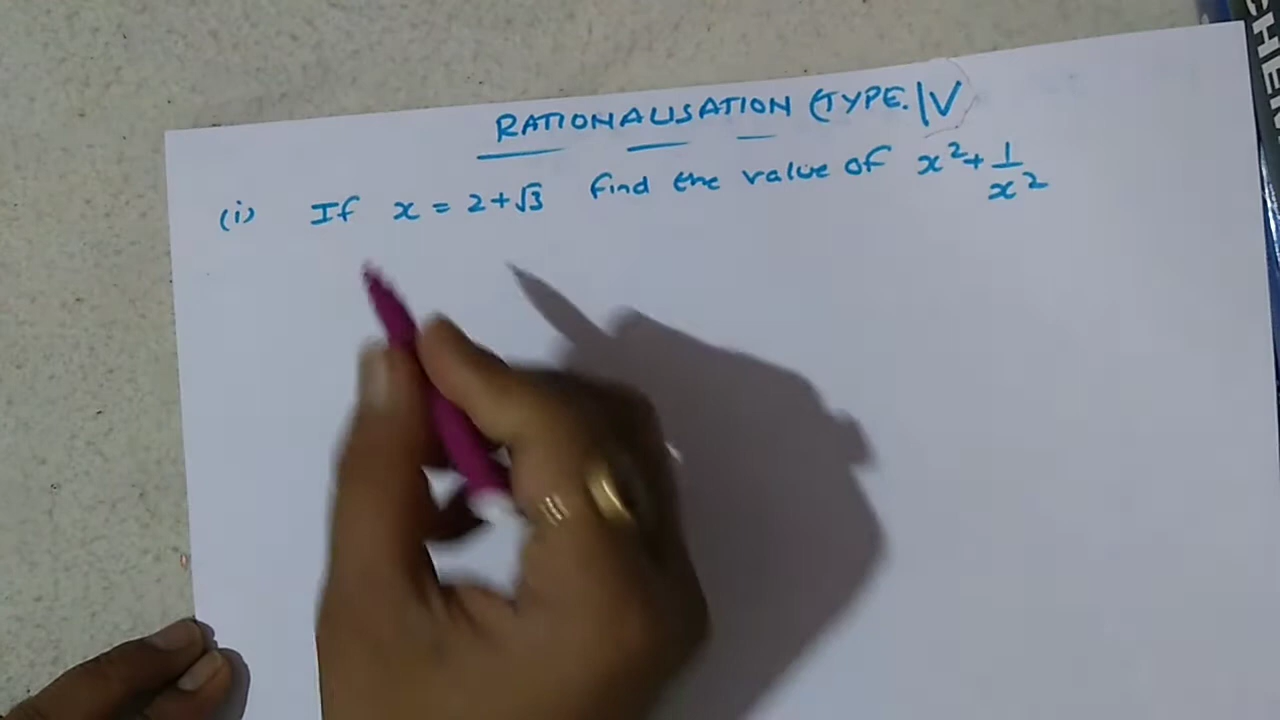 RATIONALISATION (TYPE.IV)
(i) If x = 2+√3 find the value of x² + 1/x²